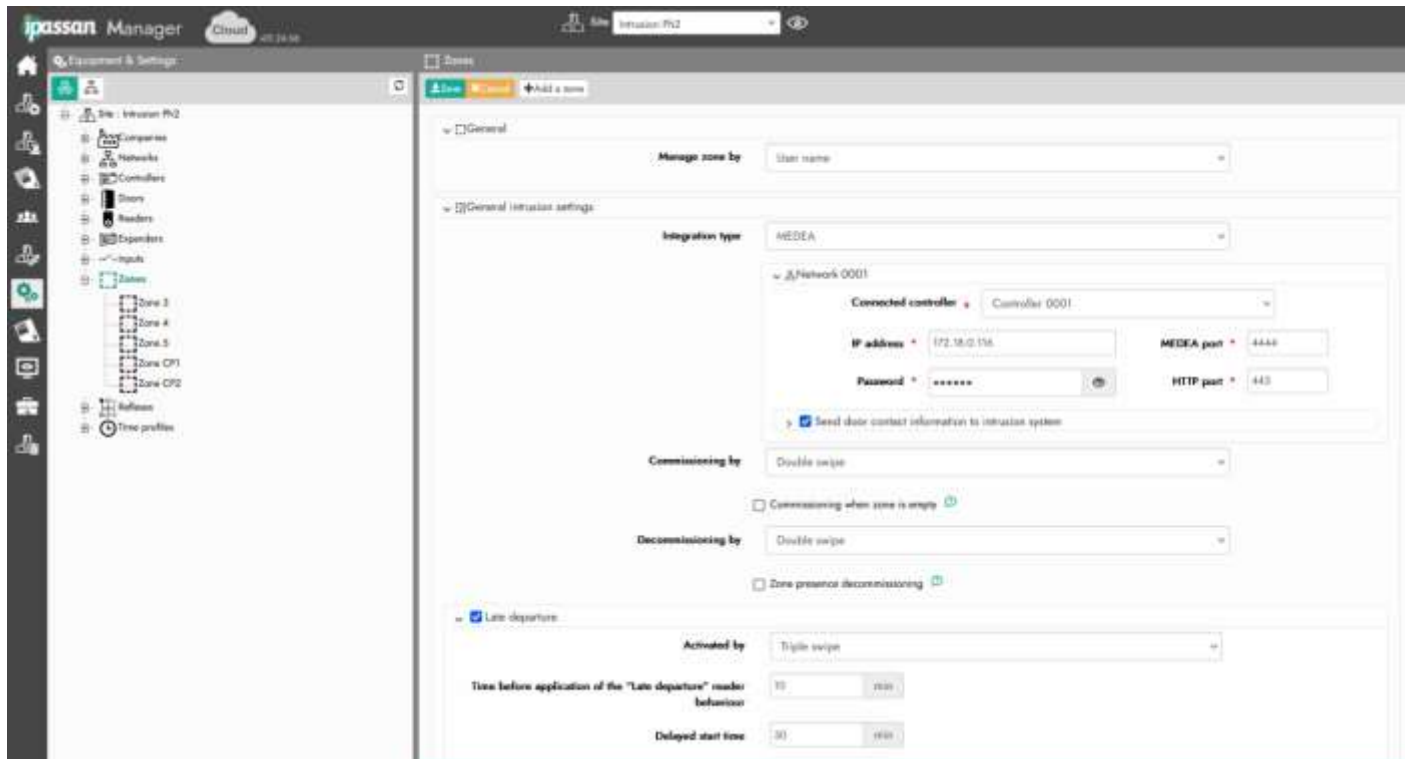 ipassan Manager Cloud
Site Intrusion PN2
Equipment & Settings
Zones
Save Cancel Add a zone
Site : Intrusion PN2
Companies
Networks
Controllers
Doors
Readers
Expanders
Inputs
Zones
Zone 3
Zone 4
Zone 5
Zone CP1
Zone CP2
Reflexes
Time profiles
General
Manage zone by User name
General intrusion settings
Integration type MEDEA
Network 0001
Connected controller * Controller 0001
IP address * 172.18.0.116 MEDEA port * 4444
Password * •••••• HTTP port * 443
Send door contact information to intrusion system
Commissioning by Double swipe
Commissioning when zone is empty
Decommissioning by Double swipe
Zone presence decommissioning
Late departure
Activated by Triple swipe
Time before application of the "Late departure" reader
behaviour
10 min
Delayed start time 30 min